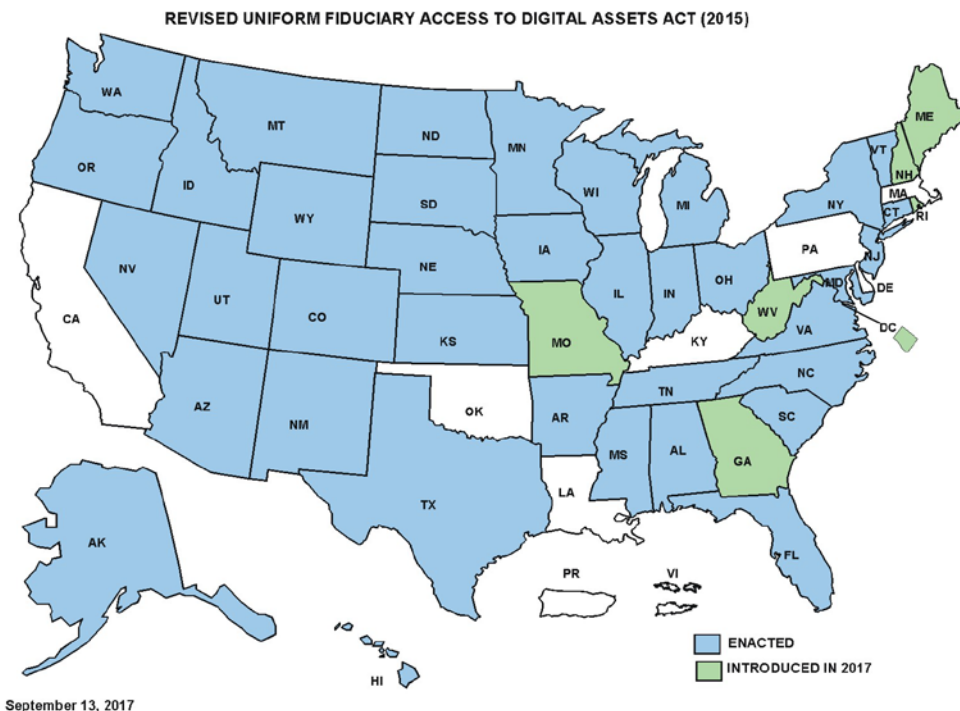 REVISED UNIFORM FIDUCIARY ACCESS TO DIGITAL ASSETS ACT (2015)
WA
MT
ND
MN
ME
OR
ID
SD
WI
MI
VT
NH
NY
MA
CT
RI
WY
IA
PA
NJ
NV
NE
UT
CO
IL
IN
OH
MD
DE
WV
DC
CA
KS
MO
KY
VA
AZ
NM
OK
AR
TN
NC
SC
MS
AL
GA
LA
TX
FL
AK
PR
VI
HI
ENACTED
INTRODUCED IN 2017
September 13, 2017